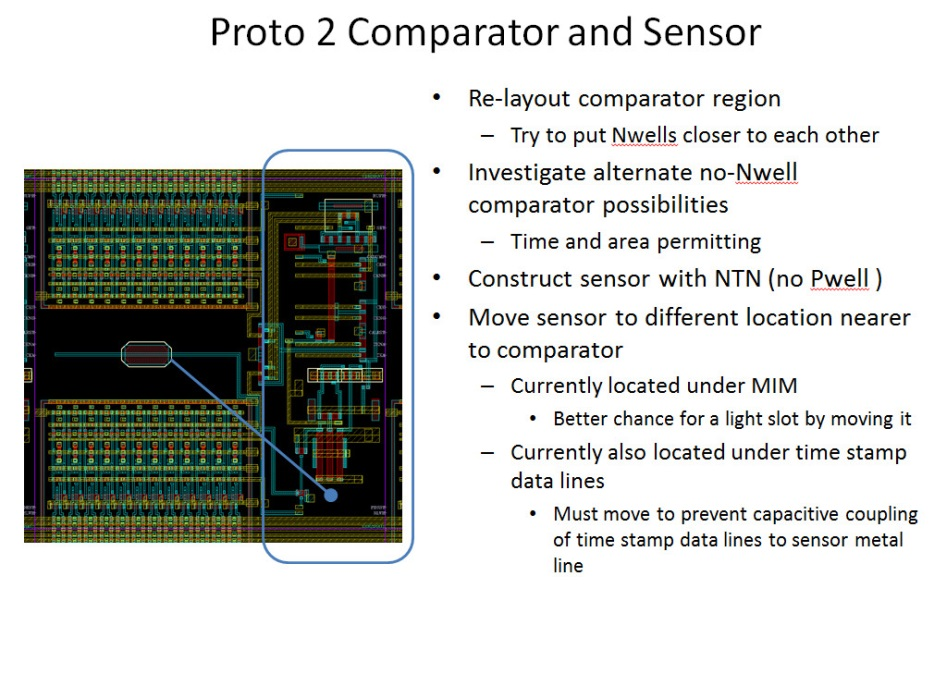 Proto 2 Comparator and Sensor
• Re-layout comparator region
– Try to put Nwells closer to each other
• Investigate alternate no-Nwell
comparator possibilities
– Time and area permitting
• Construct sensor with NTN (no Pwell )
• Move sensor to different location nearer
to comparator
– Currently located under MIM
• Better chance for a light slot by moving it
– Currently also located under time stamp
data lines
• Must move to prevent capacitive coupling
of time stamp data lines to sensor metal
line